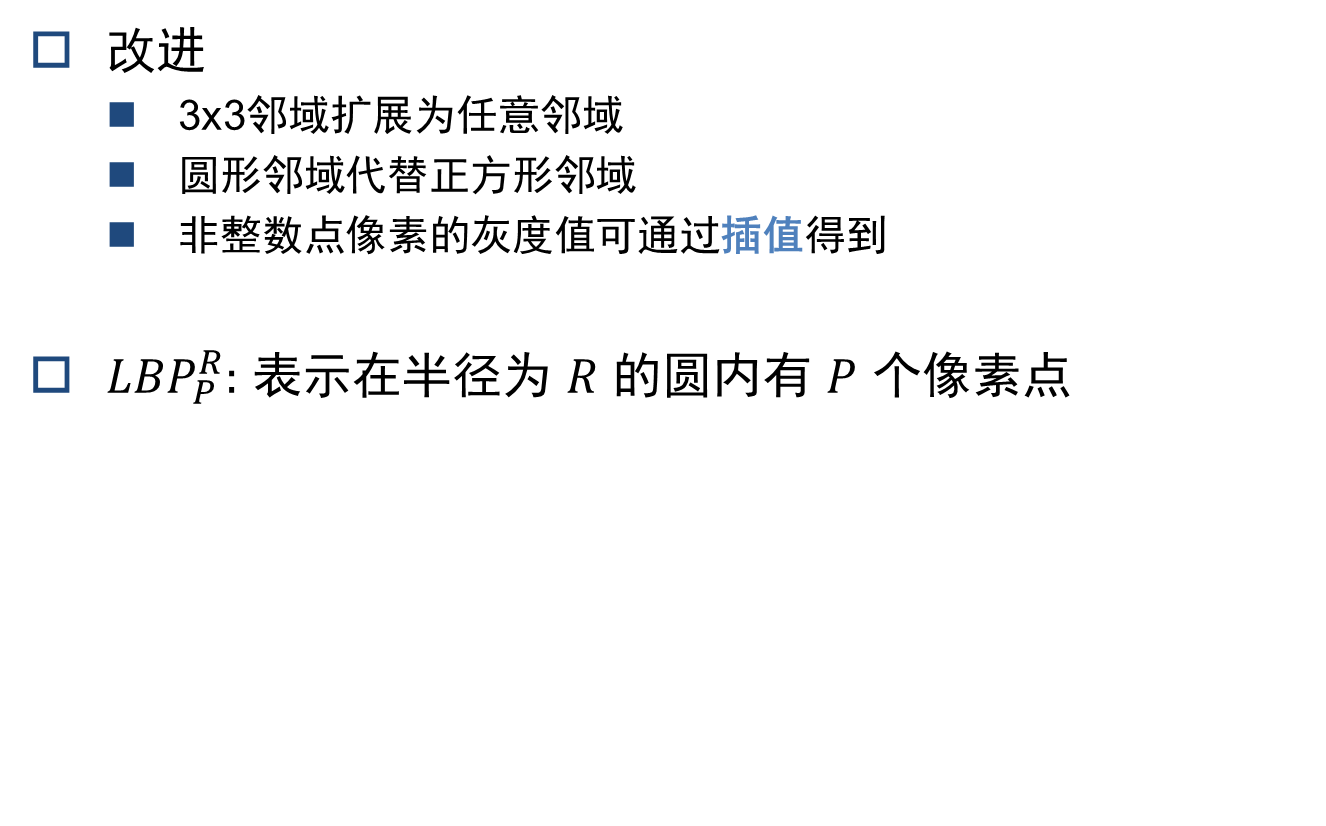 改进
3x3邻域扩展为任意邻域
圆形邻域代替正方形邻域
非整数点像素的灰度值可通过插值得到
$LBP_P^R$: 表示在半径为 R 的圆内有 P 个像素点